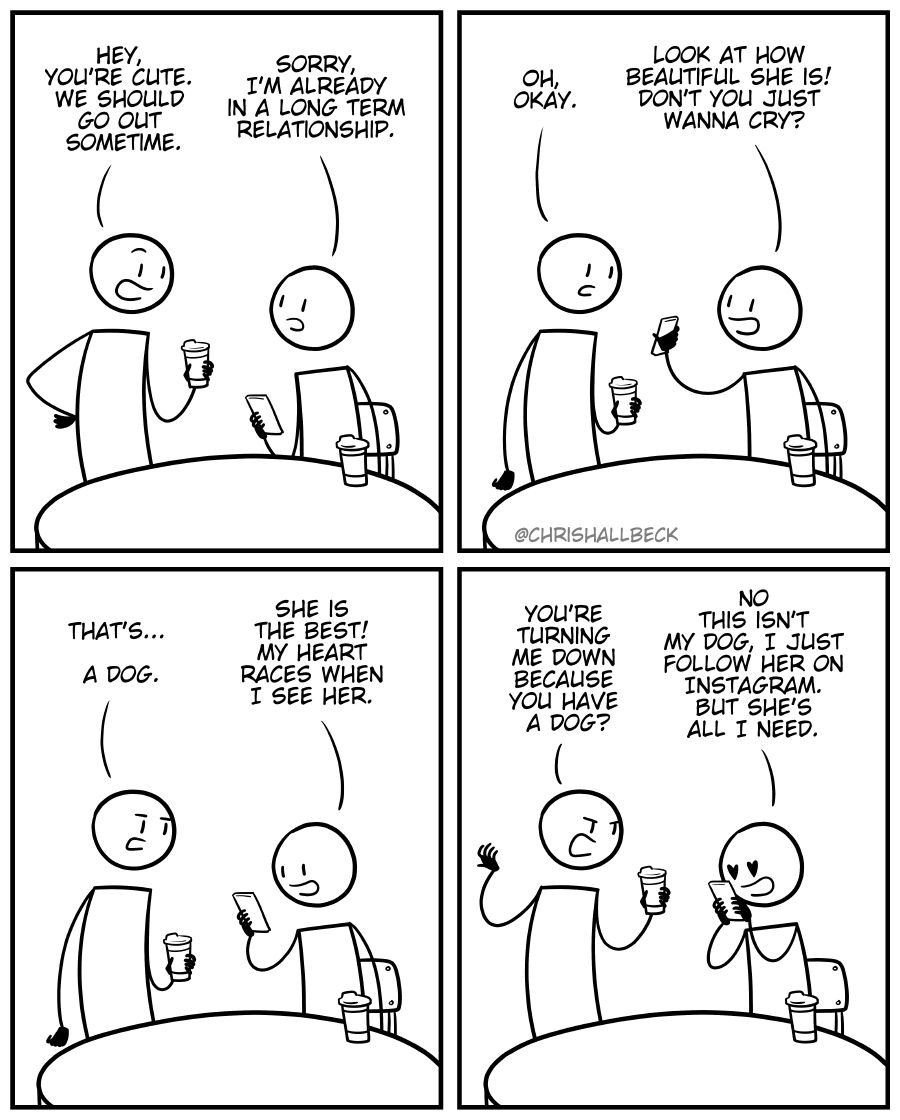 HEY,
YOU'RE CUTE.
WE SHOULD
GO OUT
SOMETIME.
SORRY,
I'M ALREADY
IN A LONG TERM
RELATIONSHIP.
OH,
OKAY.
LOOK AT HOW
BEAUTIFUL SHE IS!
DON'T YOU JUST
WANNA CRY?
@CHRISHALLBECK
THAT'S...
A DOG.
SHE IS
THE BEST!
MY HEART
RACES WHEN
I SEE HER.
YOU'RE
TURNING
ME DOWN
BECAUSE
YOU HAVE
A DOG?
NO
THIS ISN'T
MY DOG, I JUST
FOLLOW HER ON
INSTAGRAM.
BUT SHE'S
ALL I NEED.